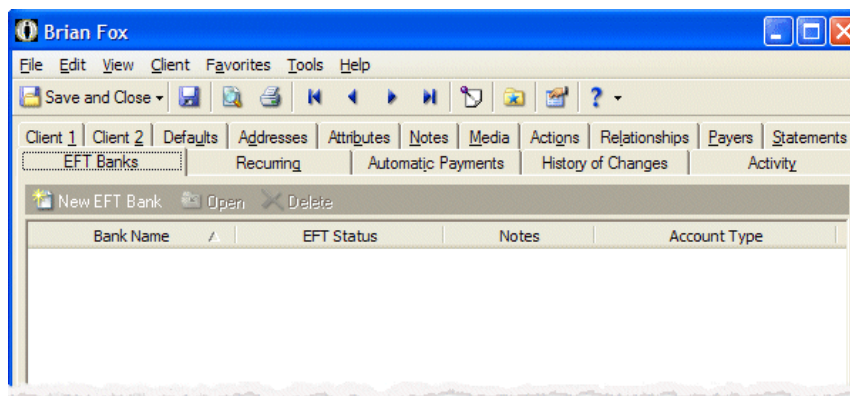 Brian Fox
File Edit View Client Favorites Tools Help
Save and Close ?
Client 1 Client 2 Defaults Addresses Attributes Notes Media Actions Relationships Payers Statements
EFT Banks Recurring Automatic Payments History of Changes Activity
New EFT Bank Open Delete
Bank Name EFT Status Notes Account Type